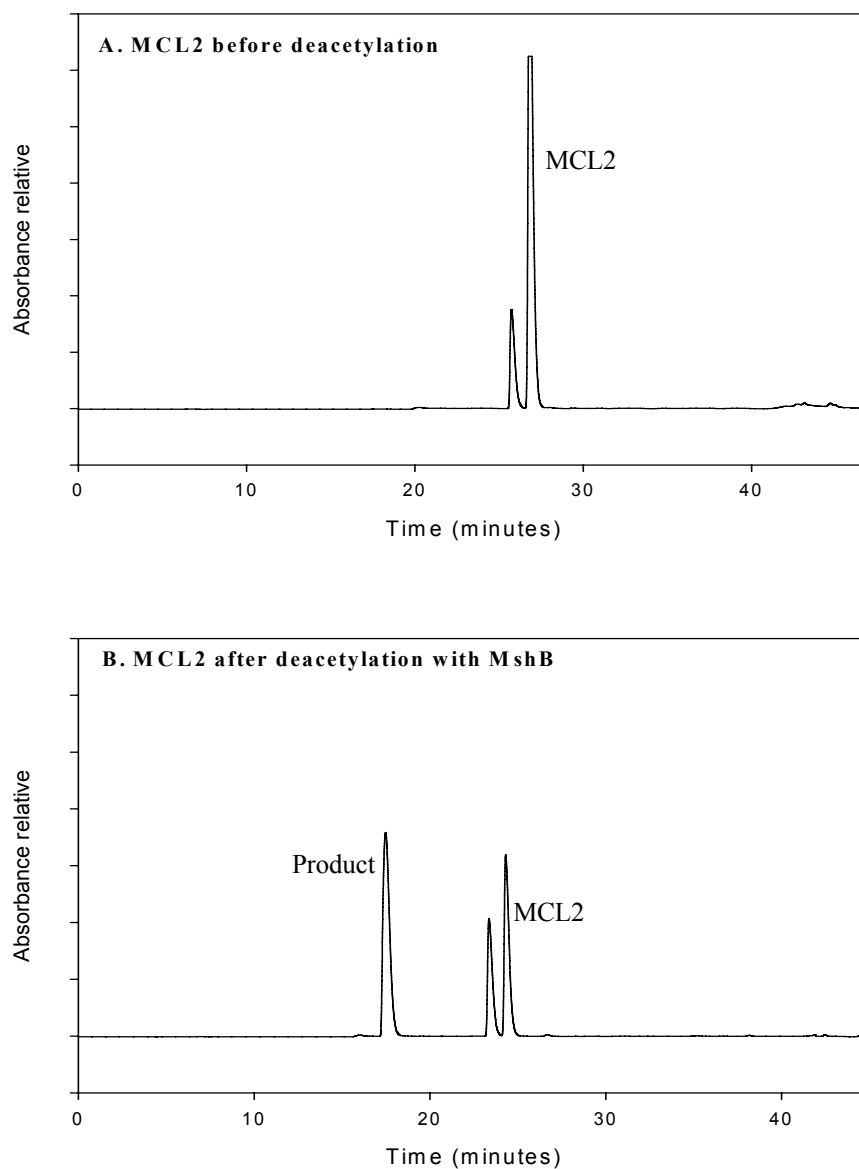 A. MCL2 before deacetylation
MCL2
Absorbance relative
0 10 20 30 40
Time (minutes)
B. MCL2 after deacetylation with MshB
Product
MCL2
Absorbance relative
0 10 20 30 40
Time (minutes)